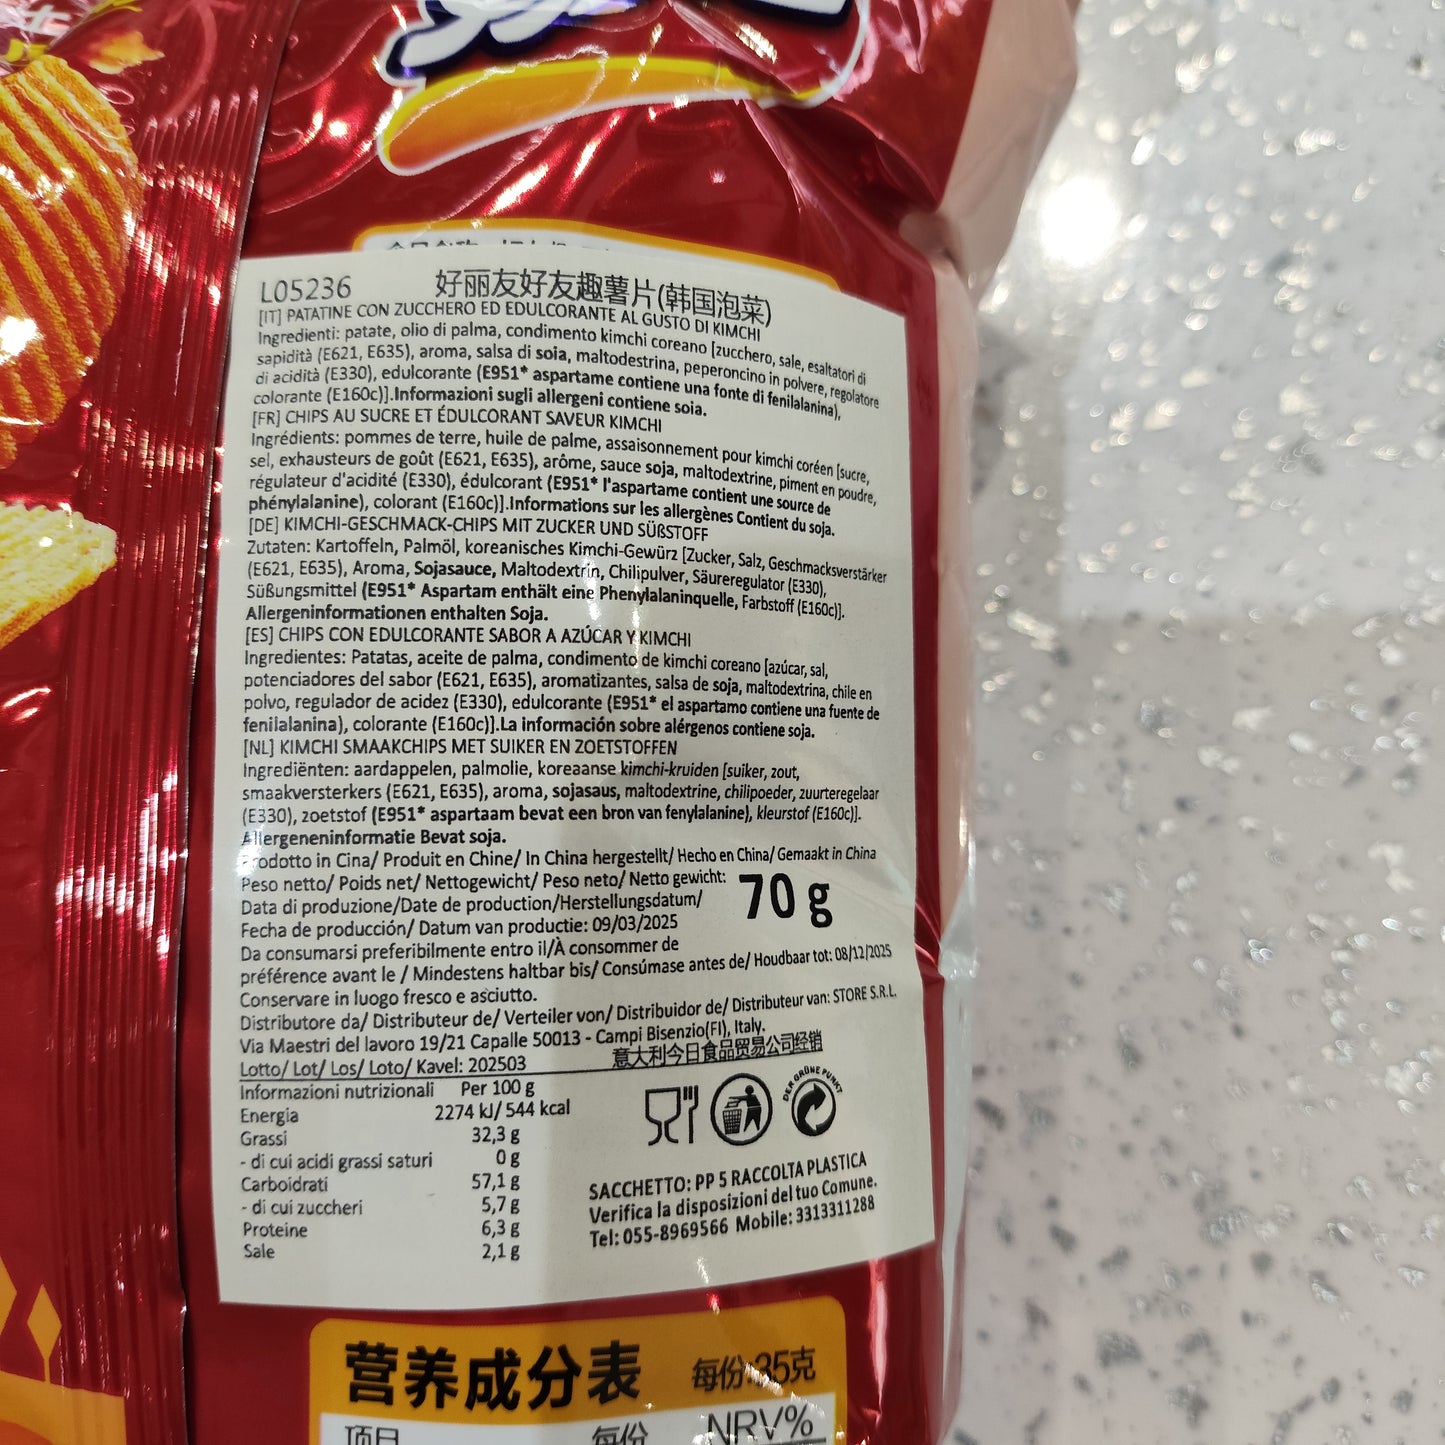 L05236 好丽友好友趣薯片(韩国泡菜)
[IT] PATATINE CON ZUCCHERO ED EDULCORANTE AL GUSTO DI KIMCHI
Ingredienti: patate, olio di palma, condimento kimchi coreano [zucchero, sale, esaltatori di
sapidità (E621, E635), aroma, salsa di soia, maltodestrina, peperoncino in polvere, regolatore
di acidità (E330), edulcorante (E951* aspartame contiene una fonte di fenilalanina),
colorante (E160c)].Informazioni sugli allergeni contiene soia.
[FR] CHIPS AU SUCRE ET ÉDULCORANT SAVEUR KIMCHI
Ingrédients: pommes de terre, huile de palme, assaisonnement pour kimchi coréen [sucre,
sel, exhausteurs de goût (E621, E635), arôme, sauce soja, maltodextrine, piment en poudre,
régulateur d'acidité (E330), édulcorant (E951* l'aspartame contient une source de
phénylalanine), colorant (E160c)].Informations sur les allergènes Contient du soja.
[DE] KIMCHI-GESCHMACK-CHIPS MIT ZUCKER UND SÜßSTOFF
Zutaten: Kartoffeln, Palmöl, koreanisches Kimchi-Gewürz [Zucker, Salz, Geschmacksverstärker
(E621, E635), Aroma, Sojasauce, Maltodextrin, Chilipulver, Säureregulator (E330),
Süßungsmittel (E951* Aspartam enthält eine Phenylalaninquelle, Farbstoff (E160c)].
Allergeninformationen enthalten Soja.
[ES] CHIPS CON EDULCORANTE SABOR A AZÚCAR Y KIMCHI
Ingredientes: Patatas, aceite de palma, condimento de kimchi coreano [azúcar, sal,
potenciadores del sabor (E621, E635), aromatizantes, salsa de soja, maltodextrina, chile en
polvo, regulador de acidez (E330), edulcorante (E951* el aspartamo contiene una fuente de
fenilalanina), colorante (E160c)].La información sobre alérgenos contiene soja.
[NL] KIMCHI SMAAKCHIPS MET SUIKER EN ZOETSTOFFEN
Ingrediënten: aardappelen, palmolie, koreaanse kimchi-kruiden [suiker, zout,
smaakversterkers (E621, E635), aroma, sojasaus, maltodextrine, chilipoeder, zuurteregelaar
(E330), zoetstof (E951* aspartaam bevat een bron van fenylalanine), kleurstof (E160c)].
Allergeneninformatie Bevat soja.
Prodotto in Cina/ Produit en Chine/ In China hergestellt/ Hecho en China/ Gemaakt in China
Peso netto/ Poids net/ Nettogewicht/ Peso neto/ Netto gewicht: 70 g
Data di produzione/Date de production/Herstellungsdatum/
Fecha de producción/ Datum van productie: 09/03/2025
Da consumarsi preferibilmente entro il/À consommer de
préférence avant le / Mindestens haltbar bis/ Consúmase antes de/ Houdbaar tot: 08/12/2025
Conservare in luogo fresco e asciutto.
Distributore da/ Distributeur de/ Verteiler von/ Distribuidor de/ Distributeur van: STORE S.R.L.
Via Maestri del lavoro 19/21 Capalle 50013 - Campi Bisenzio(FI), Italy.
Lotto/ Lot/ Los/ Loto/ Kavel: 202503 意大利今日食品贸易公司经销
Informazioni nutrizionali Per 100 g
Energia 2274 kJ/ 544 kcal
Grassi 32,3 g
- di cui acidi grassi saturi 0 g
Carboidrati 57,1 g
- di cui zuccheri 5,7 g
Proteine 6,3 g
Sale 2,1 g
DER GRÜNE PUNKT
SACCHETTO: PP 5 RACCOLTA PLASTICA
Verifica la disposizioni del tuo Comune.
Tel: 055-8969566 Mobile: 3313311288
营养成分表 每份:35克
项目 每份 NRV%